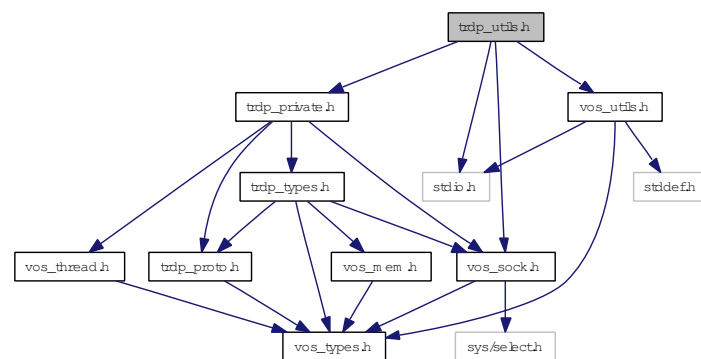 trdp_utils.h
trdp_private.h
vos_utils.h
trdp_types.h
stdio.h
stddef.h
vos_thread.h
trdp_proto.h
vos_mem.h
vos_sock.h
vos_types.h
sys/select.h